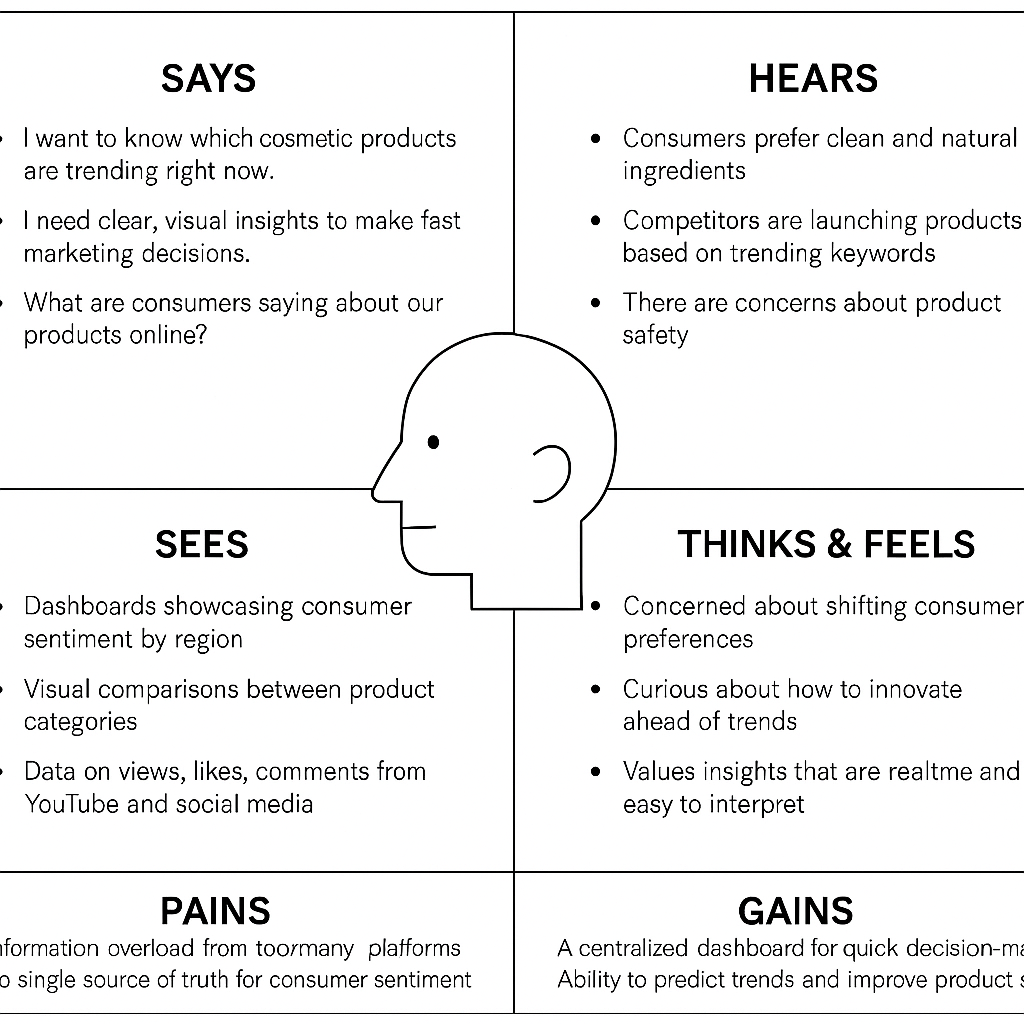 SAYS
• I want to know which cosmetic products
are trending right now.
• I need clear, visual insights to make fast
marketing decisions.
• What are consumers saying about our
products online?
HEARS
• Consumers prefer clean and natural
ingredients
• Competitors are launching products
based on trending keywords
• There are concerns about product
safety
SEES
• Dashboards showcasing consumer
sentiment by region
• Visual comparisons between product
categories
• Data on views, likes, comments from
YouTube and social media
THINKS & FEELS
• Concerned about shifting consumer
preferences
• Curious about how to innovate
ahead of trends
• Values insights that are realtme and
easy to interpret
PAINS
nformation overload from toormany plafforms
o single source of truth for consumer sentiment
GAINS
A centralized dashboard for quick decision-ma
Ability to predict trends and improve product s